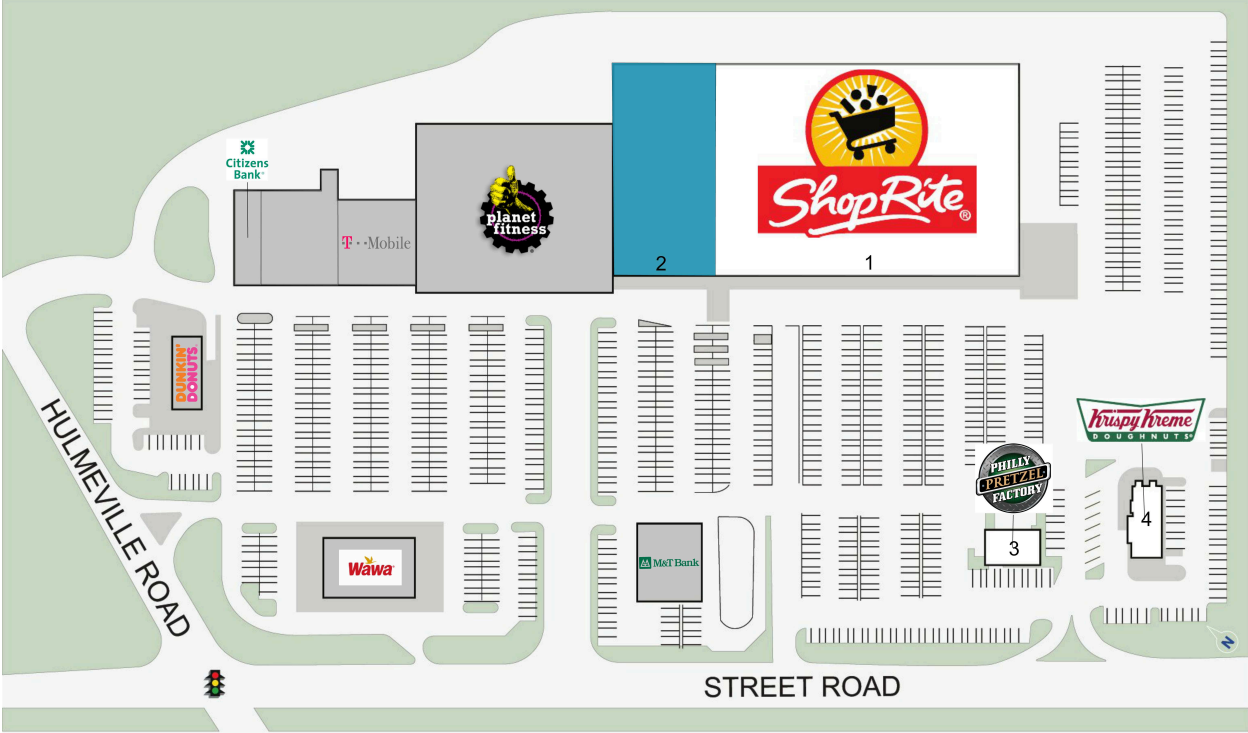 Citizens
Bank
T··Mobile
planet
fitness
2
ShopRite®
1
DUNKIN'
DONUTS
HULMEVILLE ROAD
Krispy Kreme
DOUGHNUTS®
PHILLY
PRETZEL
FACTORY
3
4
Wawa
M&T Bank
N
STREET ROAD